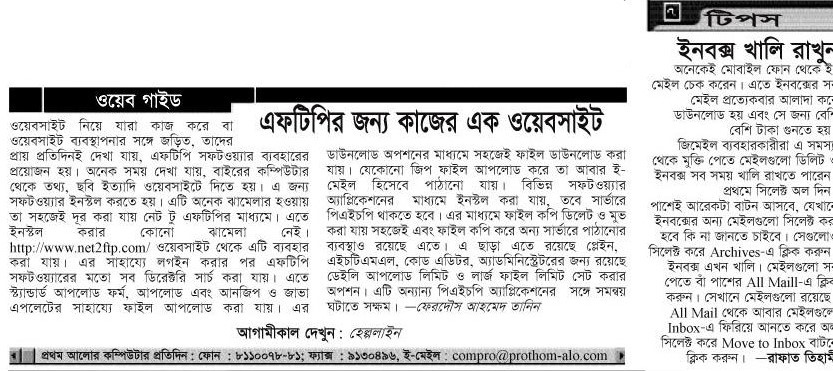 ওয়েব গাইড
এফটিপির জন্য কাজের এক ওয়েবসাইট
ওয়েবসাইট নিয়ে যারা কাজ করে বা
ওয়েবসাইট ব্যবস্থাপনার সঙ্গে জড়িত, তাদের
প্রায় প্রতিদিনই দেখা যায়, এফটিপি সফটওয়্যার ব্যবহারের
প্রয়োজন হয়। অনেক সময় দেখা যায়, বাইরের কম্পিউটার
থেকে তথ্য, ছবি ইত্যাদি ওয়েবসাইটে দিতে হয়। এ জন্য
সফটওয়্যার ইনস্টল করতে হয়। এটি অনেক ঝামেলার হওয়ায়
তা সহজেই দূর করা যায় নেট টু এফটিপির মাধ্যমে। এতে
ইনস্টল করার কোনো ঝামেলা নেই।
http://www.net2ftp.com/ ওয়েবসাইট থেকে এটি ব্যবহার
করা যায়। এর সাহায্যে লগইন করার পর এফটিপি
সফটওয়্যারের মতো সব ডিরেক্টরি সার্চ করা যায়। এতে
স্ট্যান্ডার্ড আপলোড ফর্ম, আপলোড এবং আনজিপ ও জাভা
এপলেটের সাহায্যে ফাইল আপলোড করা যায়। এর
ডাউনলোড অপশনের মাধ্যমে সহজেই ফাইল ডাউনলোড করা
যায়। যেকোনো জিপ ফাইল আপলোড করে তা আবার ই-
মেইল হিসেবে পাঠানো যায়। বিভিন্ন সফটওয়্যার
অ্যাপ্লিকেশনের মাধ্যমে ইনস্টল করা যায়, তবে সার্ভারে
পিএইচপি থাকতে হবে। এর মাধ্যমে ফাইল কপি ডিলেট ও মুভ
করা যায় সহজেই এবং ফাইল কপি করে অন্য সার্ভারে পাঠানোর
ব্যবস্থাও রয়েছে এতে। এ ছাড়া এতে রয়েছে প্লেইন,
এইচটিএমএল, কোড এডিটর, অ্যাডমিনিস্ট্রেটরের জন্য রয়েছে
ডেইলি আপলোড লিমিট ও লার্জ ফাইল লিমিট সেট করার
অপশন। এটি অন্যান্য পিএইচপি অ্যাপ্লিকেশনের সঙ্গে সমন্বয়
ঘটাতে সক্ষম। —ফেরদৌস আহমেদ তানিন
আগামীকাল দেখুন : হেল্পলাইন
প্রথম আলোর কম্পিউটার প্রতিদিন : ফোন : ৮১১০০৭৮-৮১; ফ্যাক্স : ৯১৩০৪৯৬, ই-মেইল : compro@prothom-alo.com
টিপস
ইনবক্স খালি রাখুন
অনেকেই মোবাইল ফোন থেকে ই
মেইল চেক করেন। এতে ইনবক্সের সব
মেইল প্রত্যেকবার আলাদা করে
ডাউনলোড হয় এবং সে জন্য বেশি
বেশি টাকা গুনতে হয়
জিমেইল ব্যবহারকারীরা এ সমস্যা
থেকে মুক্তি পেতে মেইলগুলো ডিলিট ও
ইনবক্স সব সময় খালি রাখতে পারেন
প্রথমে সিলেক্ট অল দিন
পাশেই আরেকটা বাটন আসবে, যেখানে
ইনবক্সের অন্য মেইলগুলো সিলেক্ট কর
হবে কি না জানতে চাইবে। সেগুলোও
সিলেক্ট করে Archives-এ ক্লিক করুন
ইনবক্স এখন খালি। মেইলগুলো সব
পেতে বাঁ পাশের All Maill-এ ক্লিক
করুন। সেখানে মেইলগুলো রয়েছে
All Mail থেকে আবার মেইলগুলো
Inbox-এ ফিরিয়ে আনতে করে অল
সিলেক্ট করে Move to Inbox বাটনে
ক্লিক করুন। —রাফাত তিহামী